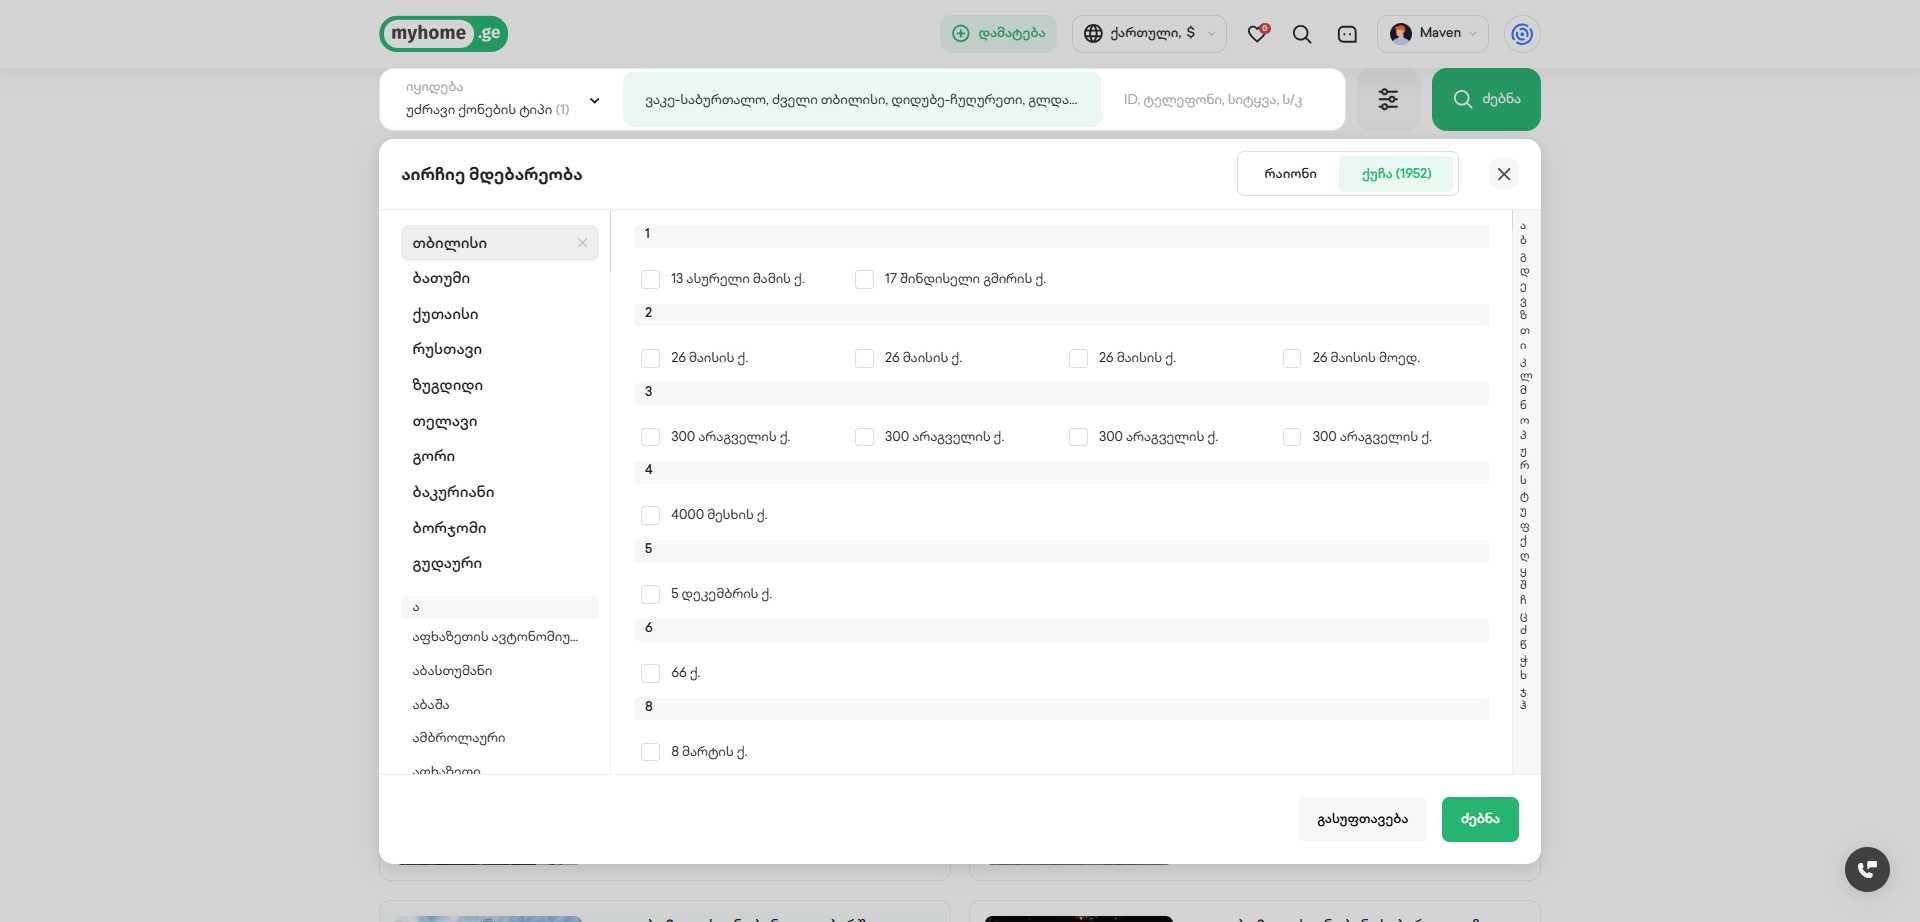 myhome.ge
დამატება
ქართული, $
0
Maven
იყიდება
უძრავი ქონების ტიპი (1)
ვაკე-საბურთალო, ძველი თბილისი, დიდუბე-ჩუღურეთი, გლდა...
ID, ტელეფონი, სიტყვა, ს/კ
ძებნა
აირჩიე მდებარეობა
რაიონი
ქუჩა (1952)
თბილისი
ბათუმი
ქუთაისი
რუსთავი
ზუგდიდი
თელავი
გორი
ბაკურიანი
ბორჯომი
გუდაური
ა
აფხაზეთის ავტონომიუ...
აბასთუმანი
აბაშა
ამბროლაური
აფხაზეთი
1
13 ასურელი მამის ქ.
17 შინდისელი გმირის ქ.
2
26 მაისის ქ.
26 მაისის ქ.
26 მაისის ქ.
26 მაისის მოედ.
3
300 არაგველის ქ.
300 არაგველის ქ.
300 არაგველის ქ.
300 არაგველის ქ.
4
4000 მესხის ქ.
5
5 დეკემბრის ქ.
6
66 ქ.
8
8 მარტის ქ.
ა
ბ
გ
დ
ე
ვ
ზ
თ
ი
კ
ლ
მ
ნ
ო
პ
ჟ
რ
ს
ტ
უ
ფ
ქ
ღ
ყ
შ
ჩ
ც
ძ
წ
ჭ
ხ
ჯ
ჰ
გასუფთავება
ძებნა